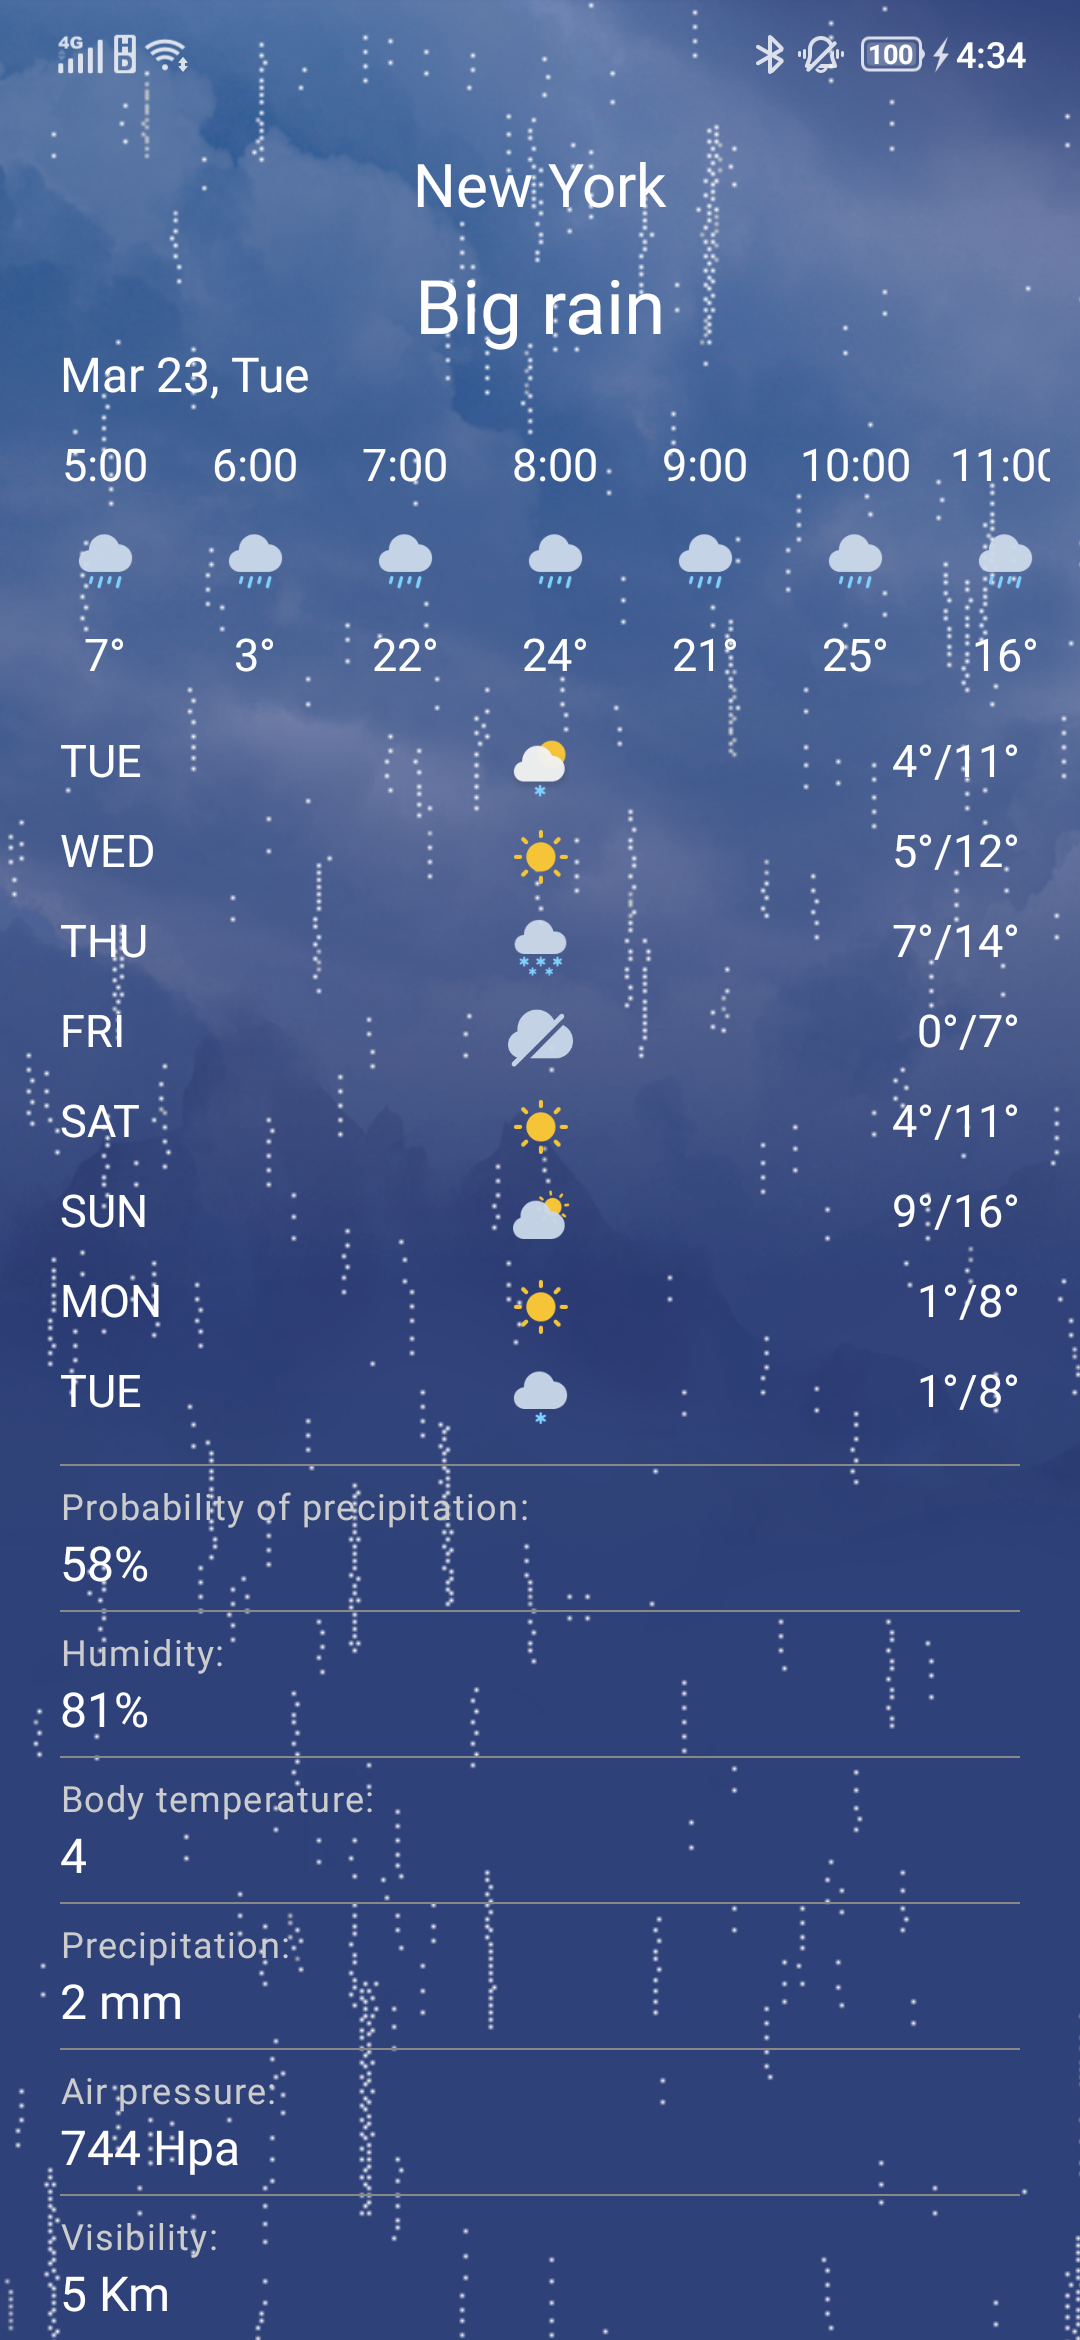 4G HD 100 4:34
New York
Big rain
Mar 23, Tue
5:00 6:00 7:00 8:00 9:00 10:00 11:00
7° 3° 22° 24° 21° 25° 16°
TUE 4°/11°
WED 5°/12°
THU 7°/14°
FRI 0°/7°
SAT 4°/11°
SUN 9°/16°
MON 1°/8°
TUE 1°/8°
Probability of precipitation:
58%
Humidity:
81%
Body temperature:
4
Precipitation:
2 mm
Air pressure:
744 Hpa
Visibility:
5 Km